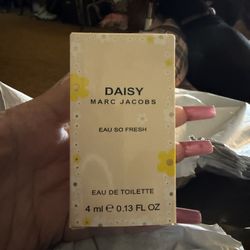 DAISY
MARC JACOBS
EAU SO FRESH
EAU DE TOILETTE
4 ml ℮ 0.13 FL OZ